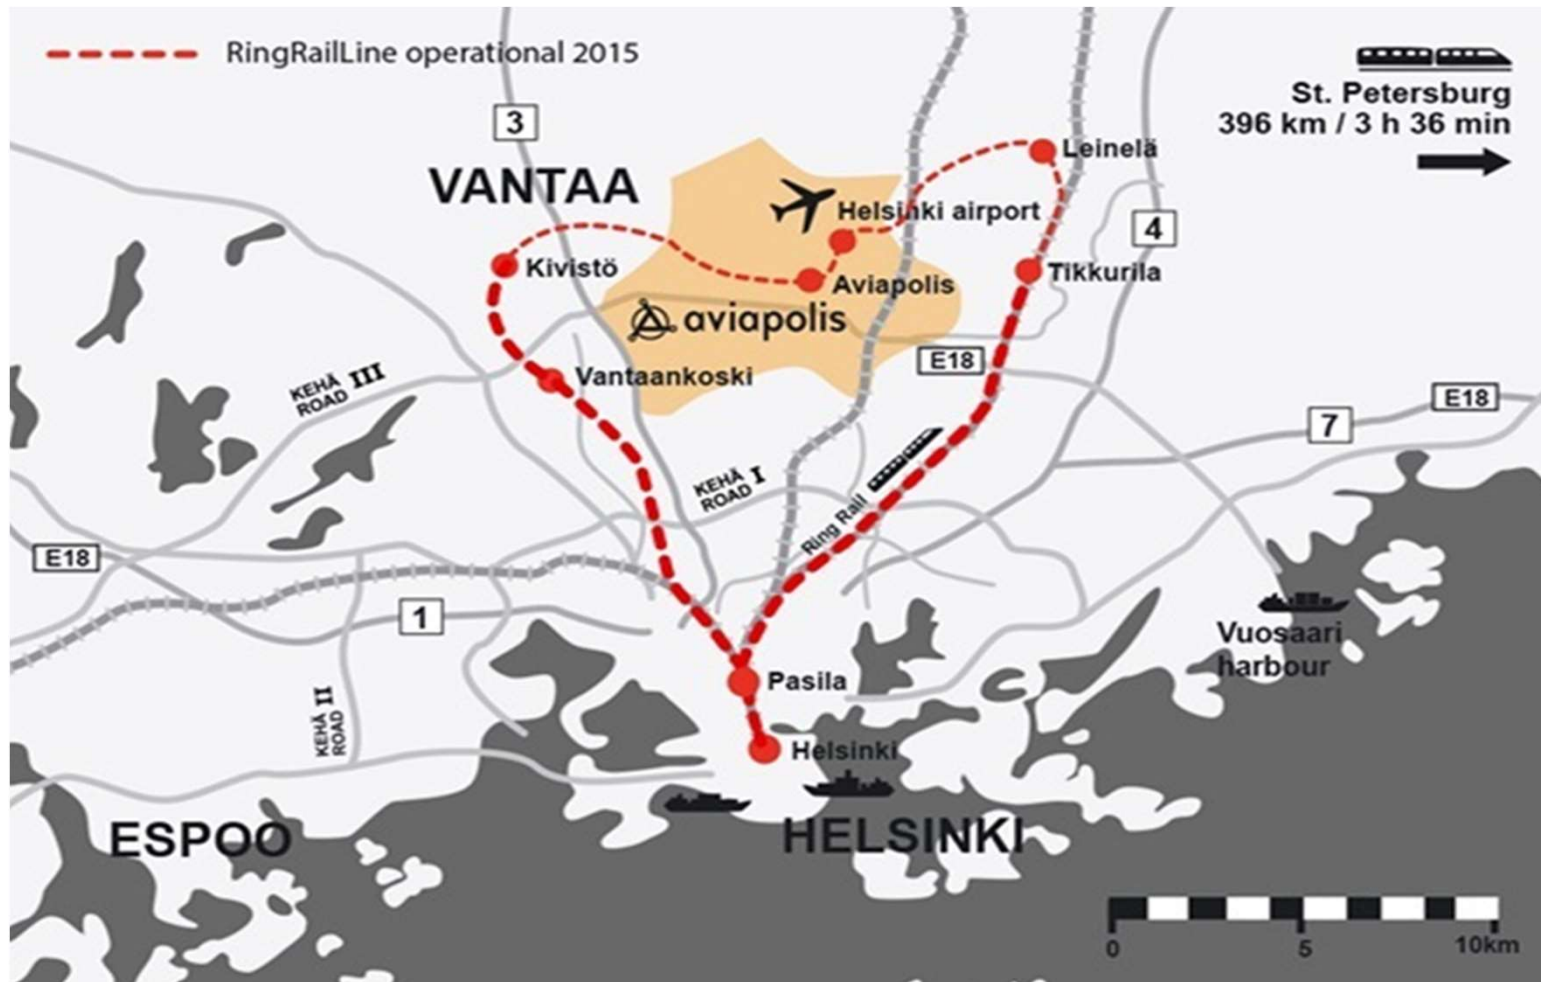 RingRailLine operational 2015
St. Petersburg
396 km / 3 h 36 min
3
VANTAA
Leinelä
Helsinki airport
4
Kivistö
Aviapolis
Tikkurila
aviapolis
E18
Vantaankoski
KEHÄ III
ROAD
E18
7
KEHÄ I
ROAD
Ring Rail
E18
1
Vuosaari
harbour
KEHÄ II
ROAD
Pasila
Helsinki
ESPOO
HELSINKI
0
5
10km